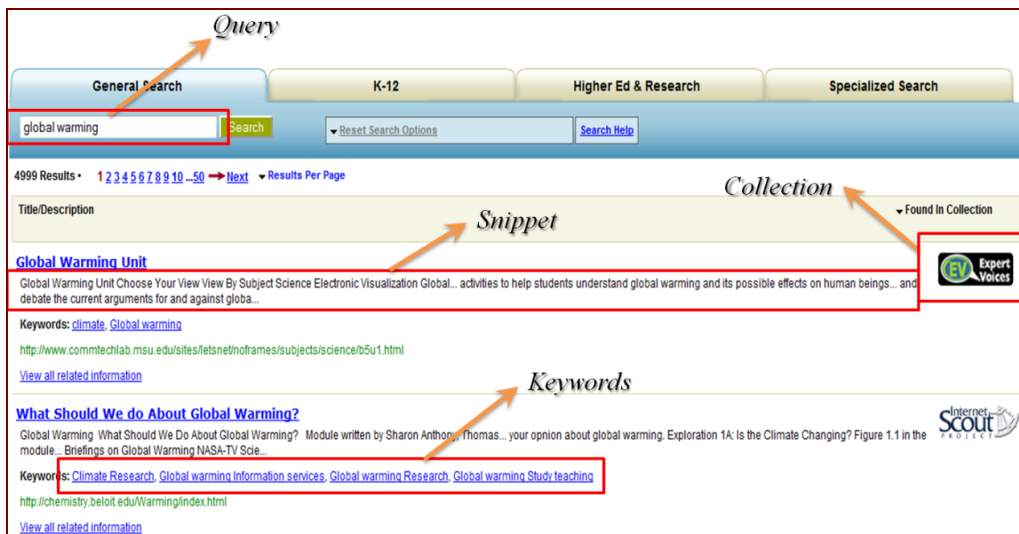 Query
General Search K-12 Higher Ed & Research Specialized Search
global warming Search Reset Search Options Search Help
4999 Results • 1 2 3 4 5 6 7 8 9 10 ...50 Next Results Per Page
Collection
Title/Description Snippet Found In Collection
Global Warming Unit EV Expert Voices
Global Warming Unit Choose Your View View By Subject Science Electronic Visualization Global... activities to help students understand global warming and its possible effects on human beings... and
debate the current arguments for and against globa...
Keywords: climate, Global warming
http://www.commtechlab.msu.edu/sites/letsnet/noframes/subjects/science/b5u1.html
View all related information
Keywords
What Should We do About Global Warming? Internet Scout PROJECT
Global Warming What Should We Do About Global Warming? Module written by Sharon Anthony, Thomas... your opnion about global warming. Exploration 1A: Is the Climate Changing? Figure 1.1 in the
module... Briefings on Global Warming NASA-TV Scie...
Keywords: Climate Research, Global warming Information services, Global warming Research, Global warming Study teaching
http://chemistry.beloit.edu/Warming/index.html
View all related information